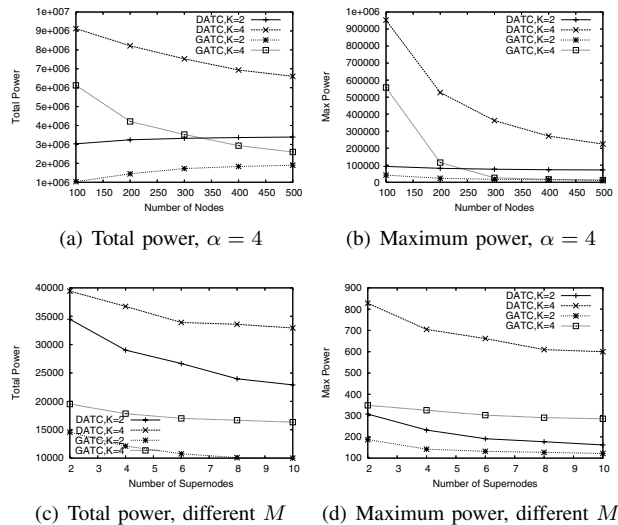 DATC,K=2
DATC,K=4
GATC,K=2
GATC,K=4
Total Power
1e+007
9e+006
8e+006
7e+006
6e+006
5e+006
4e+006
3e+006
2e+006
1e+006
100 150 200 250 300 350 400 450 500
Number of Nodes
(a) Total power, α = 4
DATC,K=2
DATC,K=4
GATC,K=2
GATC,K=4
Max Power
1e+006
900000
800000
700000
600000
500000
400000
300000
200000
100000
0
100 150 200 250 300 350 400 450 500
Number of Nodes
(b) Maximum power, α = 4
Total Power
40000
35000
30000
25000
20000
15000
10000
DATC,K=2
DATC,K=4
GATC,K=2
GATC,K=4
2 3 4 5 6 7 8 9 10
Number of Supernodes
(c) Total power, different M
DATC,K=2
DATC,K=4
GATC,K=2
GATC,K=4
Max Power
900
800
700
600
500
400
300
200
100
2 3 4 5 6 7 8 9 10
Number of Supernodes
(d) Maximum power, different M